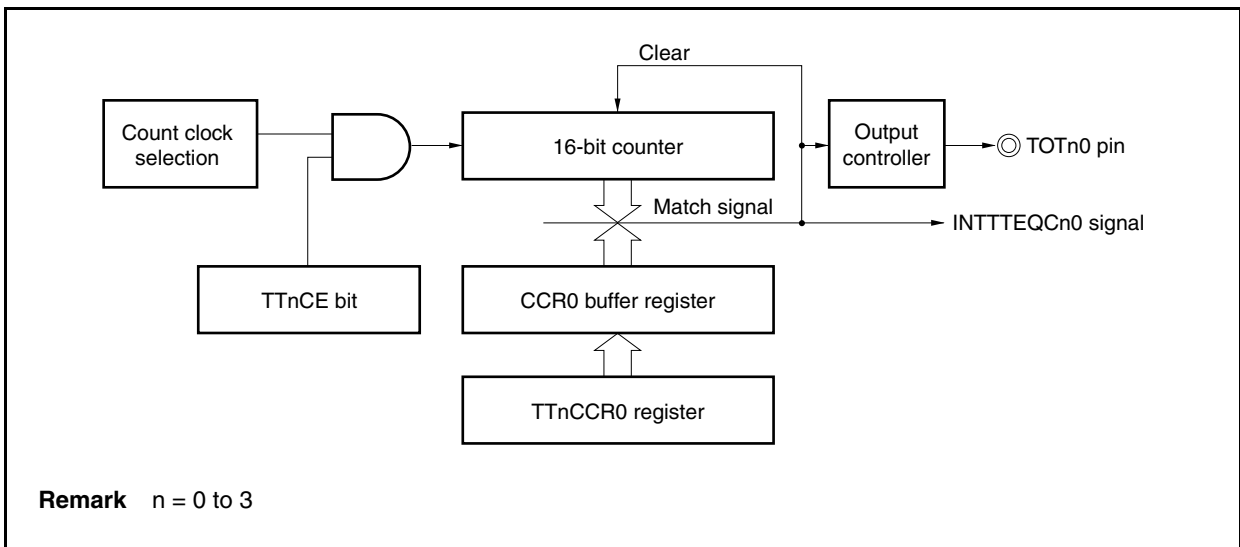 Clear
Count clock
selection
16-bit counter
Output
controller
TOTn0 pin
Match signal
INTTTEQCn0 signal
TTnCE bit
CCR0 buffer register
TTnCCR0 register
Remark n = 0 to 3